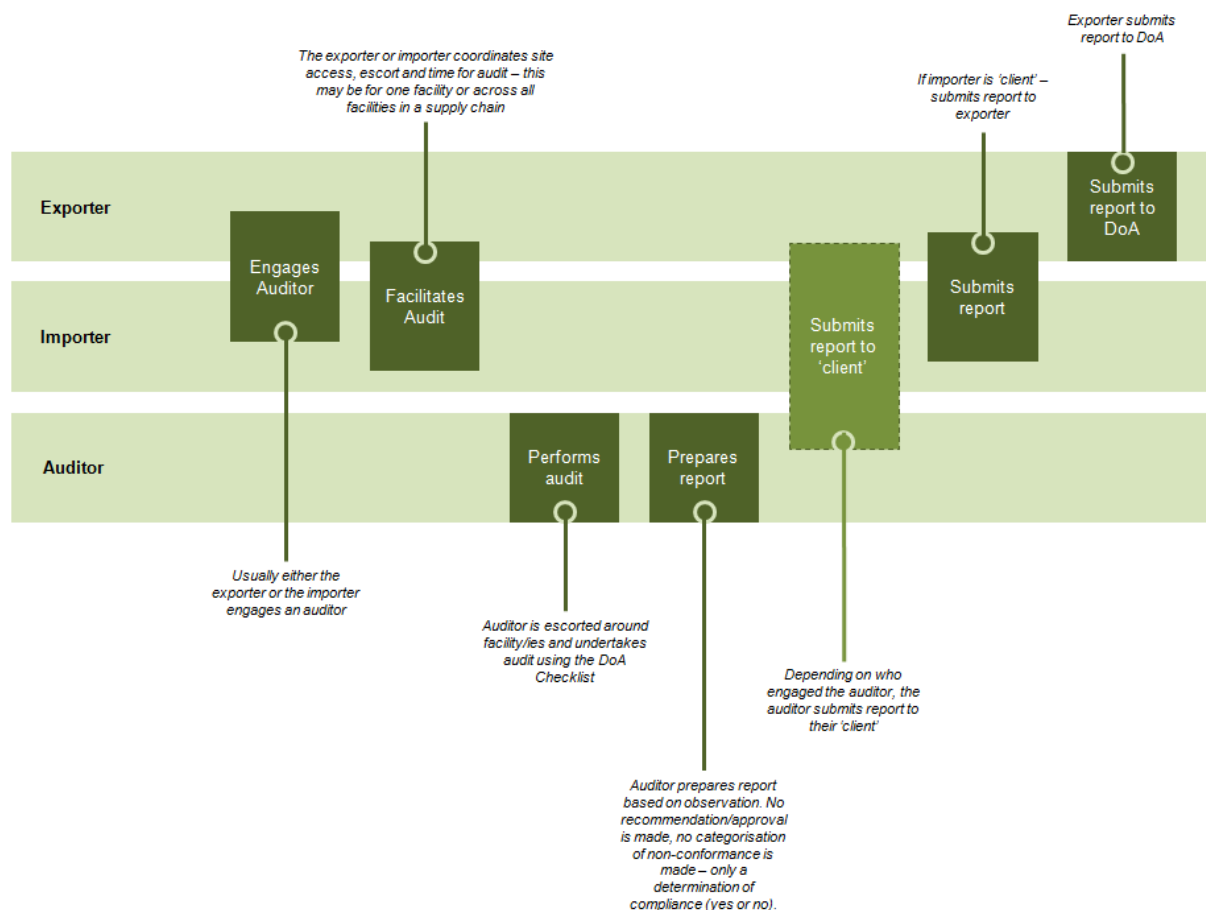 Exporter submits
report to DoA
The exporter or importer coordinates site
access, escort and time for audit – this
may be for one facility or across all
facilities in a supply chain
If importer is ‘client’ –
submits report to
exporter
Exporter
Submits
report to
DoA
Engages
Auditor
Facilitates
Audit
Submits
report
Importer
Submits
report to
‘client’
Auditor
Performs
audit
Prepares
report
Usually either the
exporter or the importer
engages an auditor
Auditor is escorted around
facility/ies and undertakes
audit using the DoA
Checklist
Depending on who
engaged the auditor, the
auditor submits report to
their ‘client’
Auditor prepares report
based on observation. No
recommendation/approval
is made, no categorisation
of non-conformance is
made – only a
determination of
compliance (yes or no).